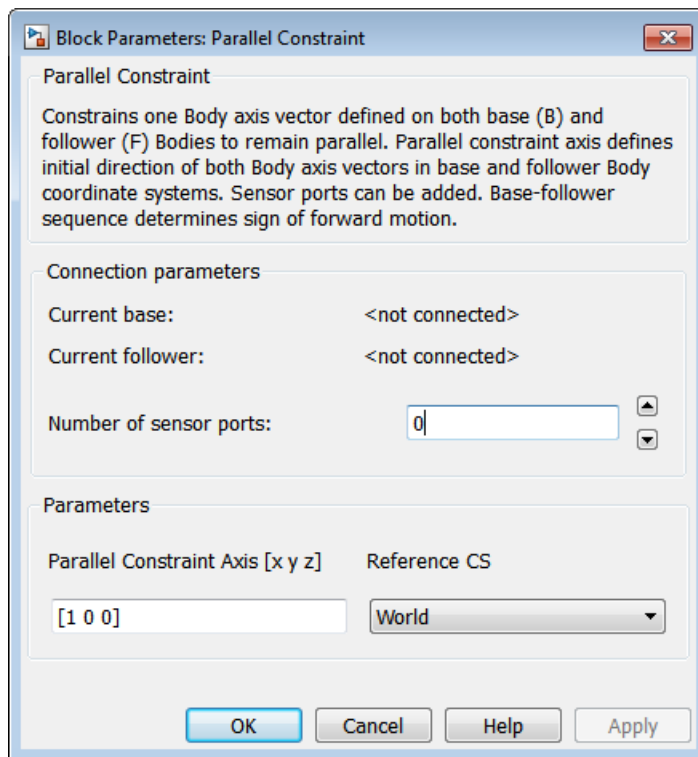 Block Parameters: Parallel Constraint
Parallel Constraint
Constrains one Body axis vector defined on both base (B) and
follower (F) Bodies to remain parallel. Parallel constraint axis defines
initial direction of both Body axis vectors in base and follower Body
coordinate systems. Sensor ports can be added. Base-follower
sequence determines sign of forward motion.
Connection parameters
Current base: <not connected>
Current follower: <not connected>
Number of sensor ports: 0
Parameters
Parallel Constraint Axis [x y z] Reference CS
[1 0 0] World
OK Cancel Help Apply